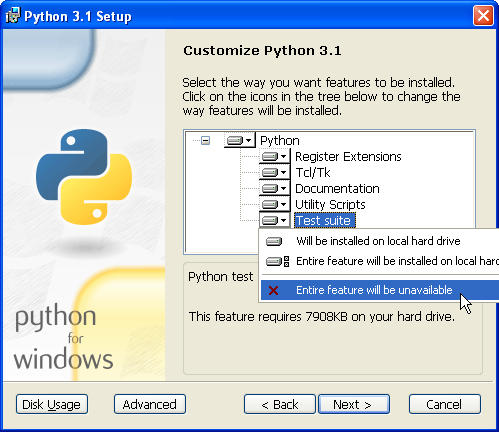 Python 3.1 Setup
Customize Python 3.1
Select the way you want features to be installed.
Click on the icons in the tree below to change the
way features will be installed.
Python
Register Extensions
Tcl/Tk
Documentation
Utility Scripts
Test suite
Will be installed on local hard drive
Entire feature will be installed on local hard
Python test
Entire feature will be unavailable
This feature requires 7908KB on your hard drive.
python
for
windows
Disk Usage
Advanced
< Back
Next >
Cancel